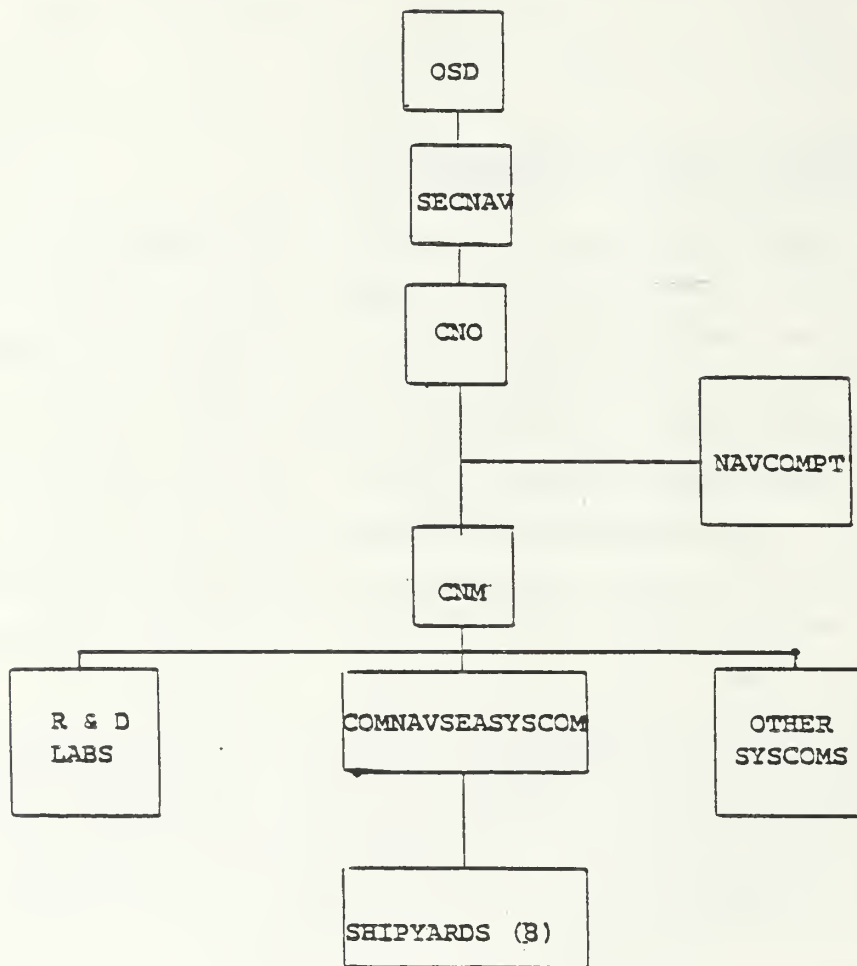 OSD
SECNAV
CNO
NAVCOMPT
CNM
R & D
LABS
COMNAVSEASYSCOM
OTHER
SYSCOMS
SHIPYARDS (8)